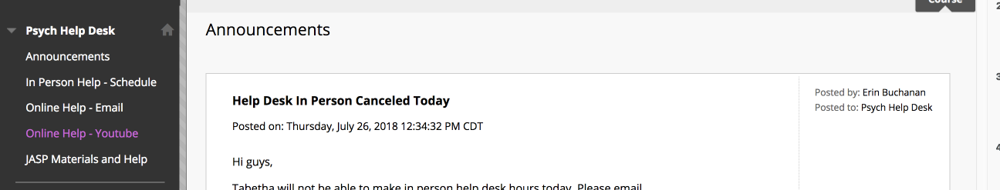 Course
Psych Help Desk
Announcements
In Person Help - Schedule
Online Help - Email
Online Help - Youtube
JASP Materials and Help
Announcements
Help Desk In Person Canceled Today
Posted on: Thursday, July 26, 2018 12:34:32 PM CDT
Hi guys,
Tabetha will not be able to make in person help desk hours today. Please email
Posted by: Erin Buchanan
Posted to: Psych Help Desk
2
3
4